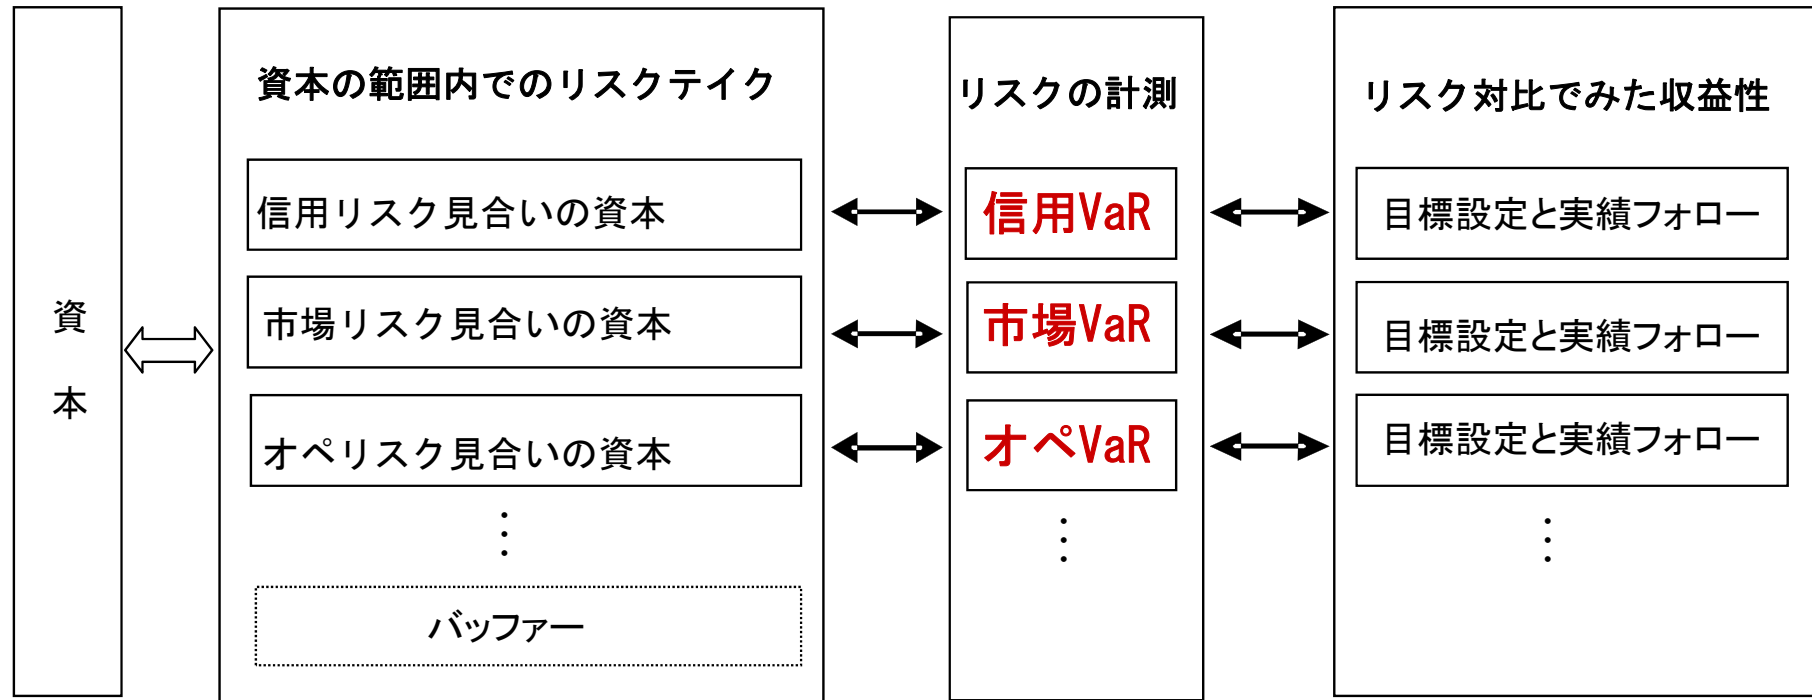 資本
資本の範囲内でのリスクテイク
信用リスク見合いの資本
市場リスク見合いの資本
オペリスク見合いの資本
⋮
バッファー
リスクの計測
信用VaR
市場VaR
オペVaR
⋮
リスク対比でみた収益性
目標設定と実績フォロー
目標設定と実績フォロー
目標設定と実績フォロー
⋮